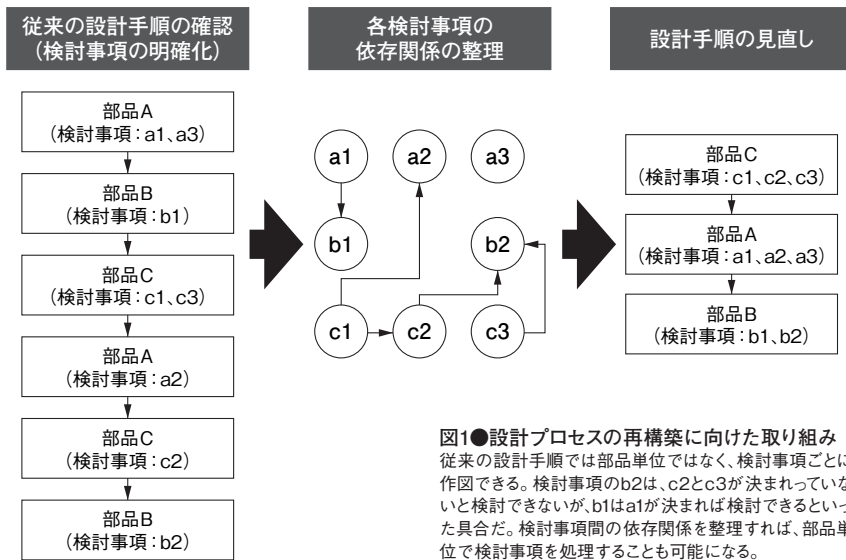 従来の設計手順の確認
(検討事項の明確化)
各検討事項の
依存関係の整理
設計手順の見直し
部品A
(検討事項:a1、a3)
部品B
(検討事項:b1)
部品C
(検討事項:c1、c3)
部品A
(検討事項:a2)
部品C
(検討事項:c2)
部品B
(検討事項:b2)
a1 a2 a3
b1 b2
c1 c2 c3
部品C
(検討事項:c1、c2、c3)
部品A
(検討事項:a1、a2、a3)
部品B
(検討事項:b1、b2)
図1●設計プロセスの再構築に向けた取り組み
従来の設計手順では部品単位ではなく、検討事項ごとに
作図できる。検討事項のb2は、c2とc3が決まれっていな
いと検討できないが、b1はa1が決まれば検討できるといっ
た具合だ。検討事項間の依存関係を整理すれば、部品単
位で検討事項を処理することも可能になる。